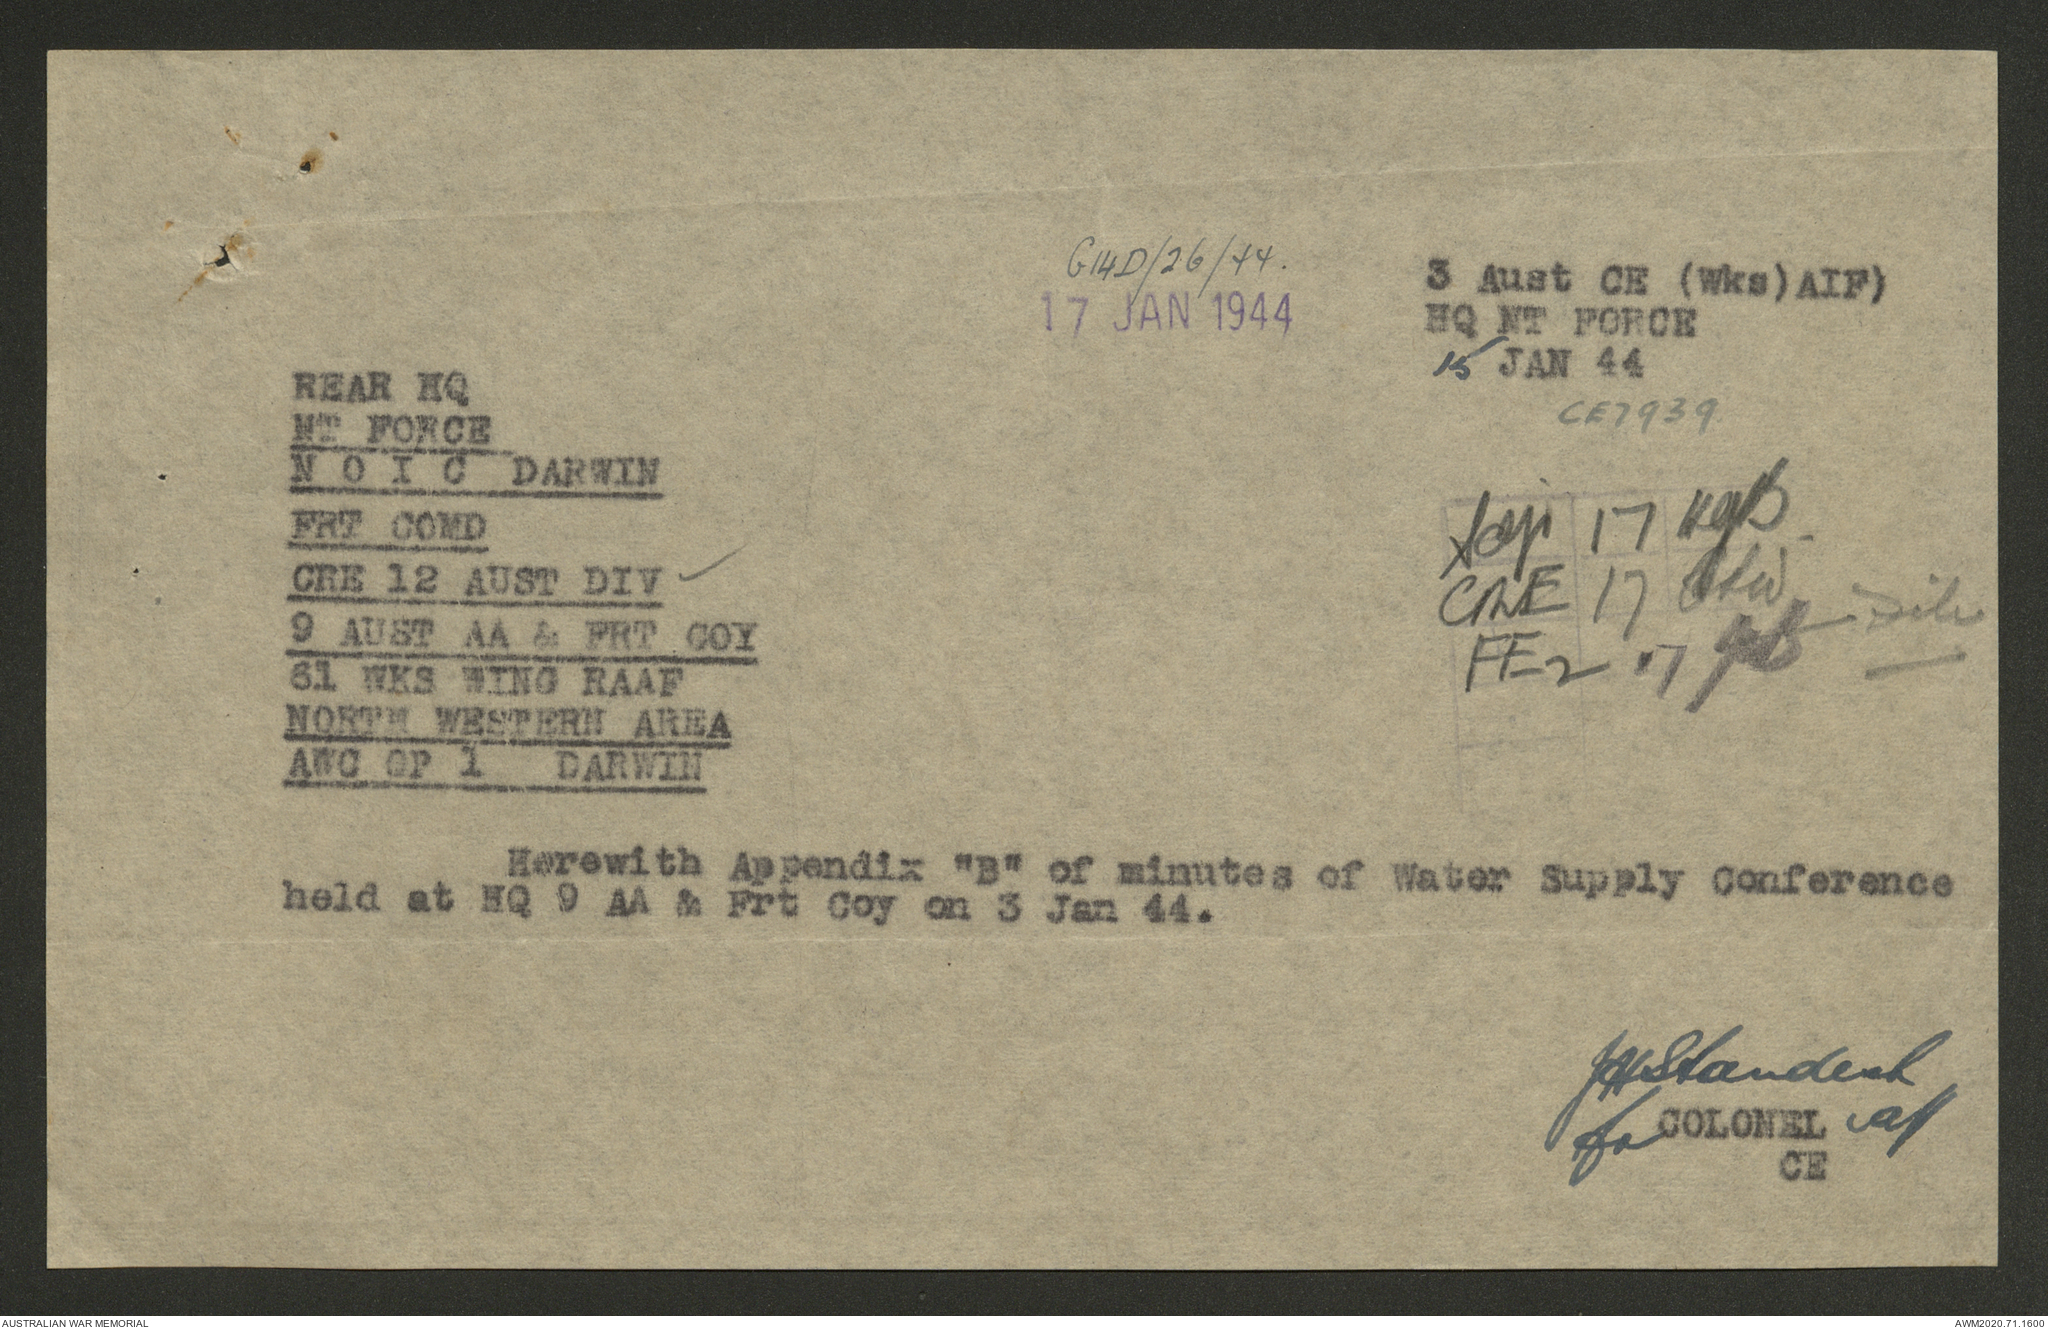 G14D/26/44.
17 JAN 1944
3 Aust CE (Wks)AIF)
HQ NT FORCE
15 JAN 44
CE7939
REAR HQ
NT FORCE
N O I C DARWIN
FRT COMD
CRE 12 AUST DIV
9 AUST AA & FRT COY
61 WKS WING RAAF
NORTH WESTERN AREA
AWC GP 1 DARWIN
17
CRE 17
FE2 17
Herewith Appendix "B" of minutes of Water Supply Conference
held at HQ 9 AA & Frt Coy on 3 Jan 44.
for COLONEL
CE
AUSTRALIAN WAR MEMORIAL
AWM2020.71.1600